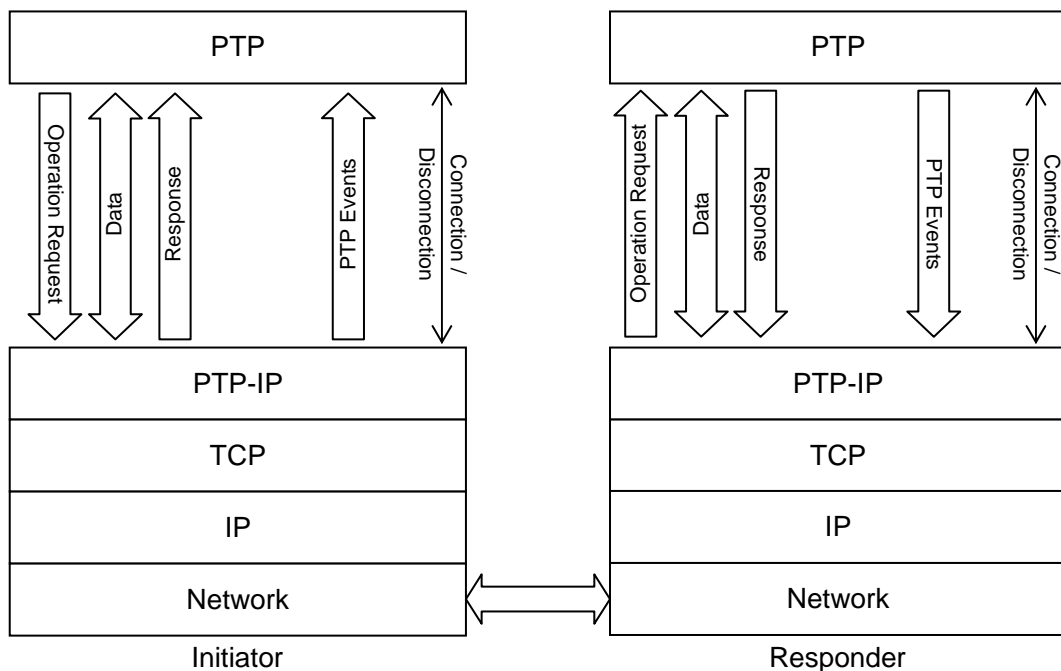 PTP
Operation Request
Data
Response
PTP Events
Connection /
Disconnection
PTP-IP
TCP
IP
Network
Initiator
PTP
Operation Request
Data
Response
PTP Events
Connection /
Disconnection
PTP-IP
TCP
IP
Network
Responder